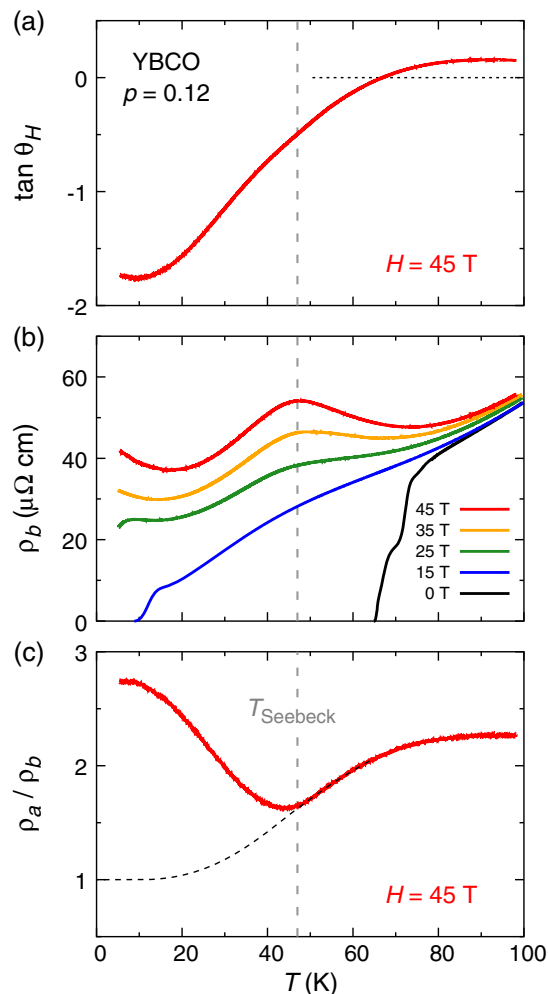 (a)
YBCO
p = 0.12
tan θH
0
-1
-2
H = 45 T
(b)
ρb (μΩ cm)
60
40
20
0
45 T
35 T
25 T
15 T
0 T
(c)
ρa / ρb
3
2
1
TSeebeck
H = 45 T
0 20 40 60 80 100
T (K)